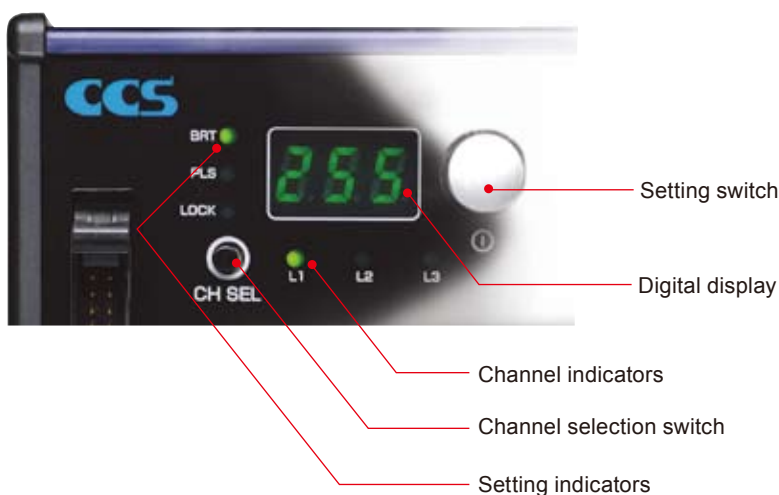 CCS
BRT
PLS
LOCK
255
CH SEL
L1
L2
L3
Setting switch
Digital display
Channel indicators
Channel selection switch
Setting indicators